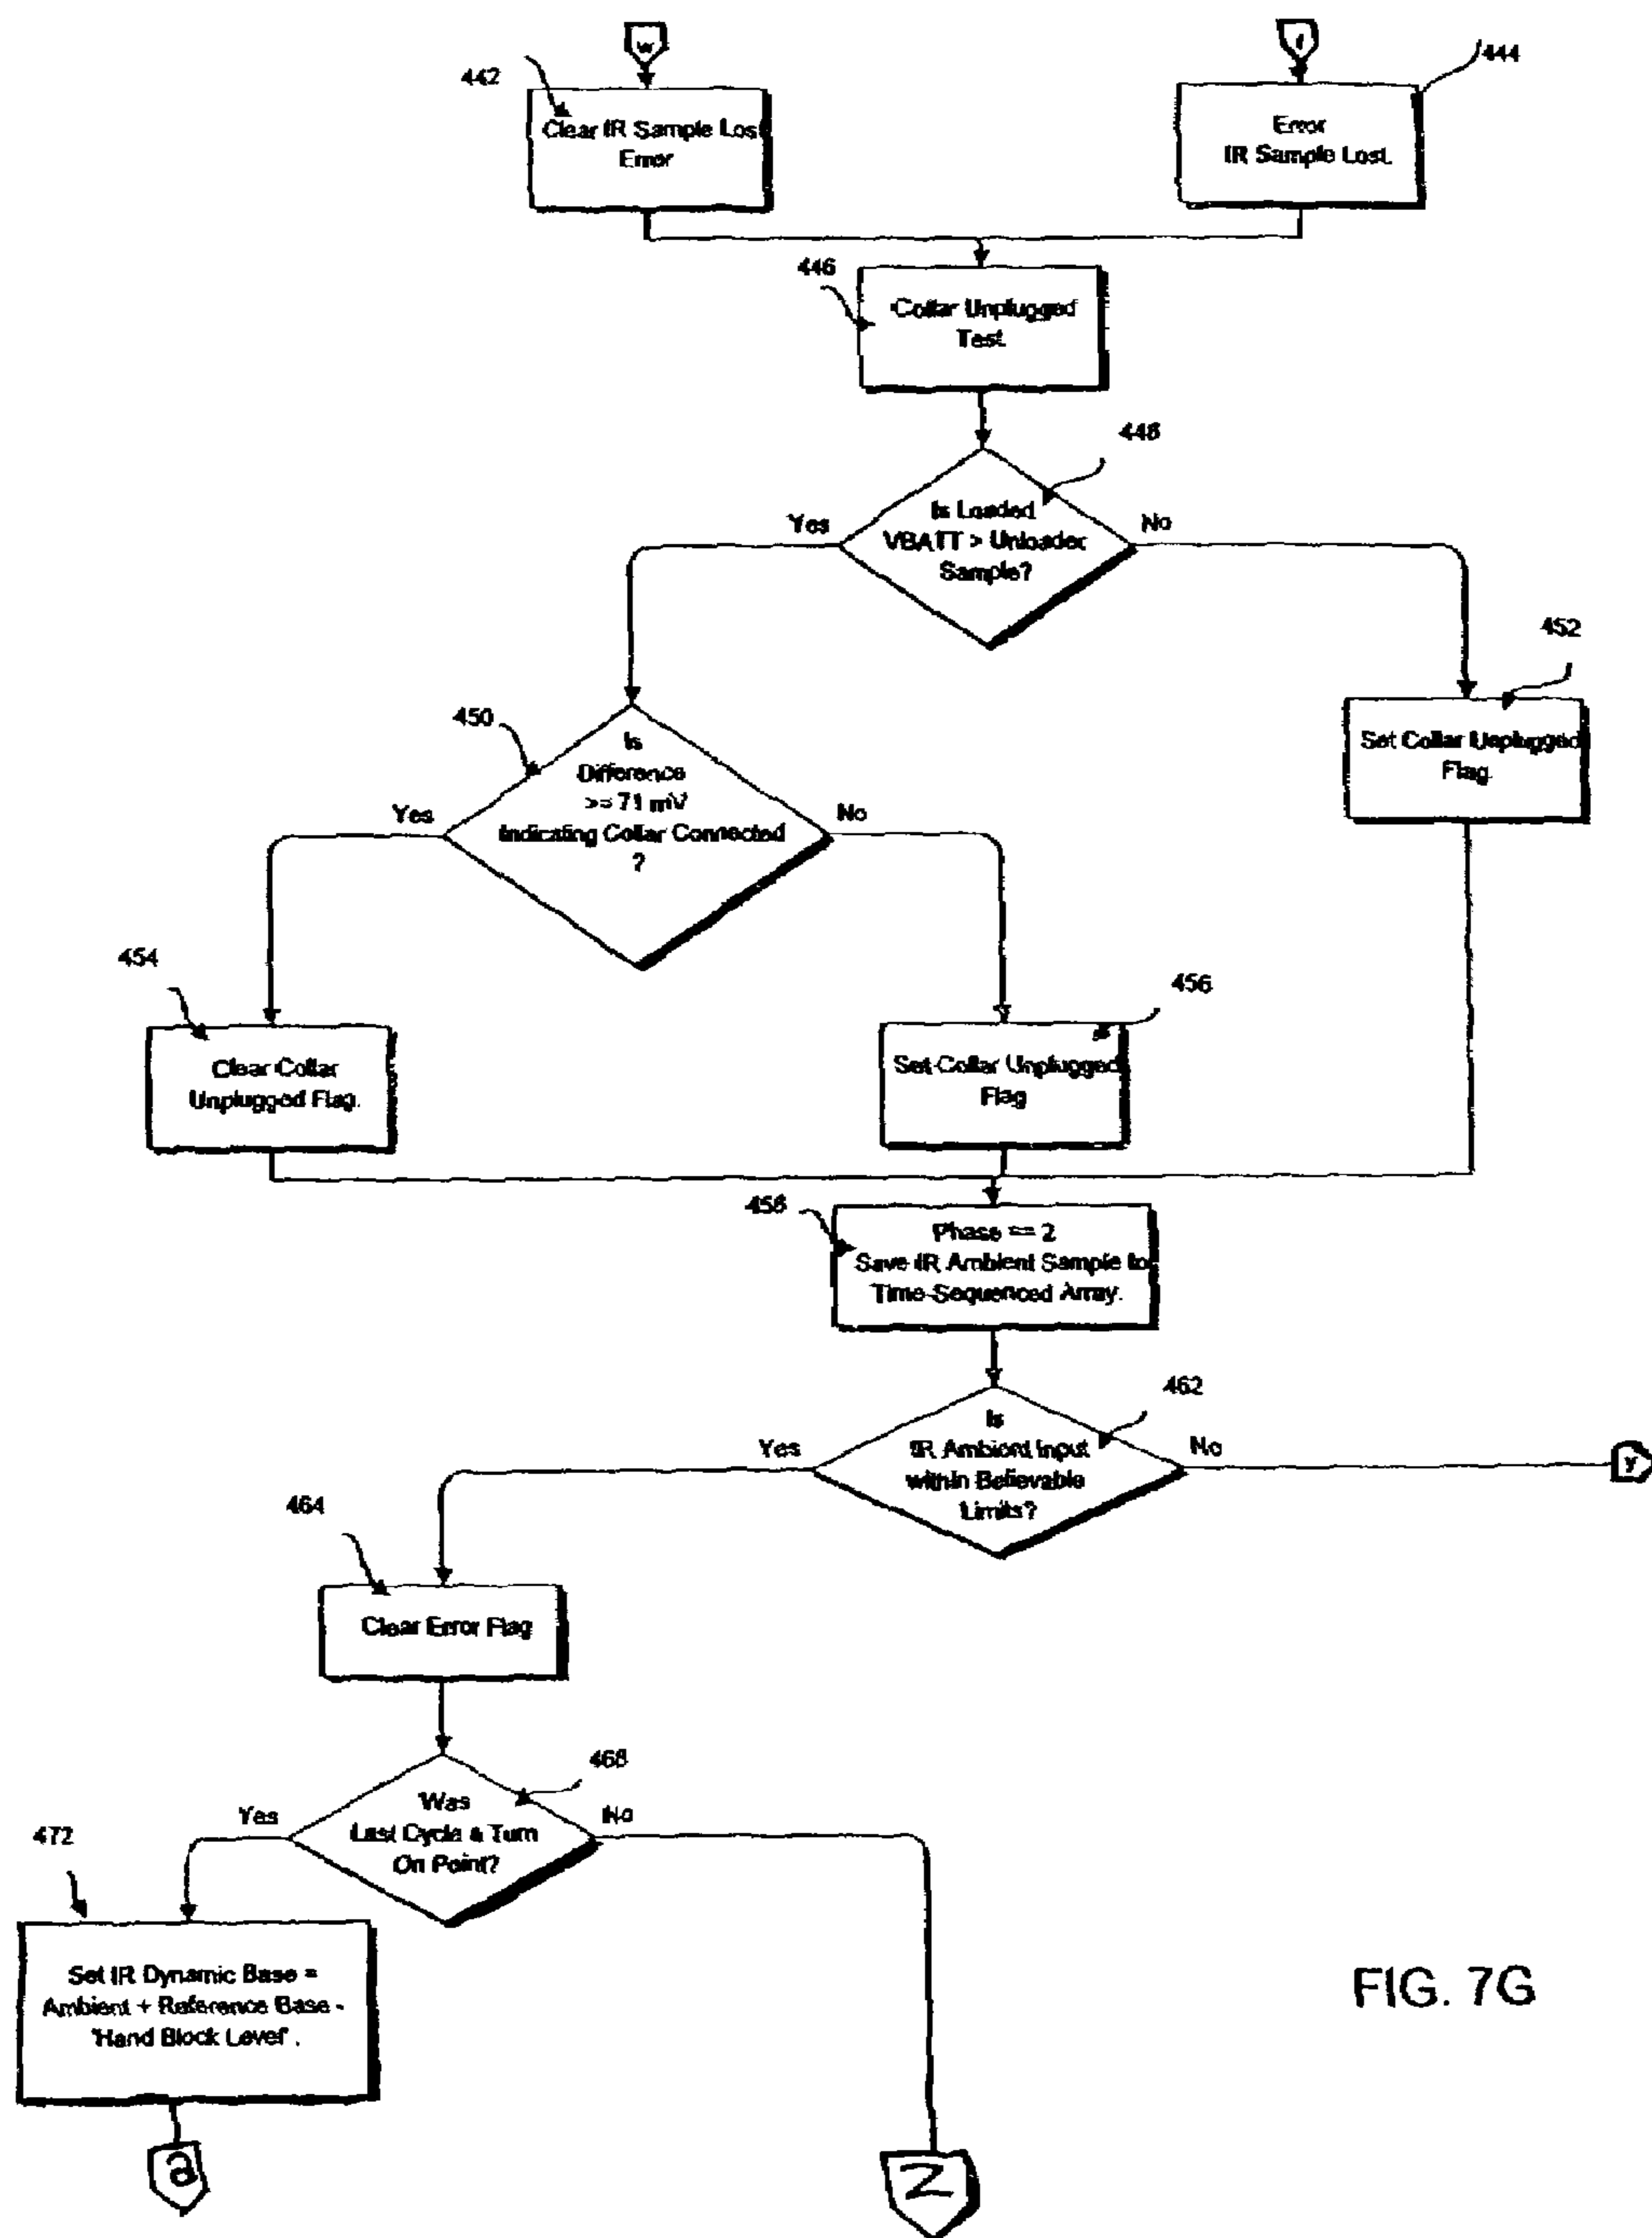 w
442
Clear IR Sample Lost
Error
444
Error
IR Sample Lost.
446
Collar Unplugged
Test
448
Is Loaded
VBATT > Unloaded
Sample?
Yes
No
452
Set Collar Unplugged
Flag
450
Is
Difference
>= 71 mV
Indicating Collar Connected
?
Yes
No
454
Clear Collar
Unplugged Flag.
456
Set Collar Unplugged
Flag
458
Phase == 2
Save IR Ambient Sample to
Time-Sequenced Array.
462
Is
IR Ambient Input
within Believable
Limits?
Yes
No
y
464
Clear Error Flag
468
Was
Last Cycle a Turn
On Point?
Yes
No
472
Set IR Dynamic Base =
Ambient + Reference Base -
'Hand Block Level'.
a
Z
FIG. 7G